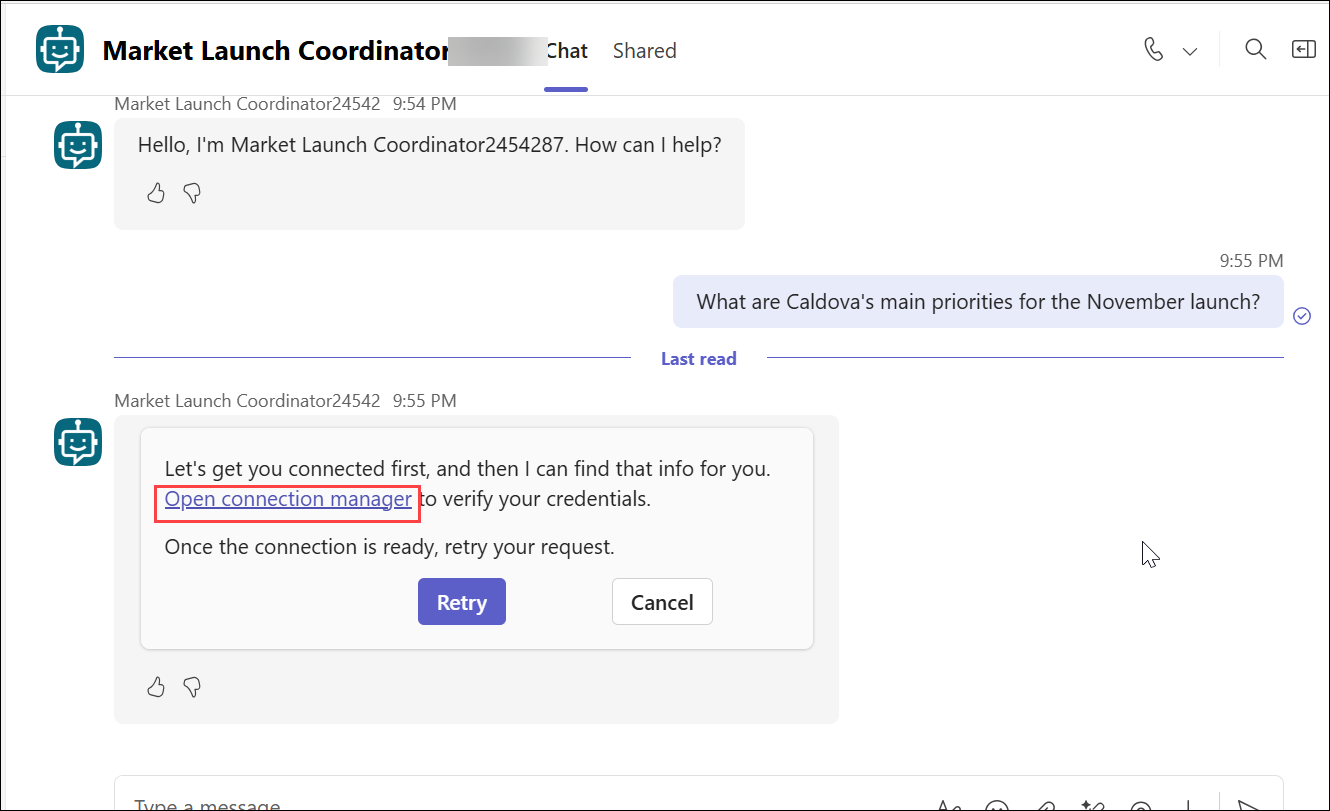 Market Launch Coordinator
Chat
Shared
Market Launch Coordinator24542 9:54 PM
Hello, I'm Market Launch Coordinator2454287. How can I help?
9:55 PM
What are Caldova's main priorities for the November launch?
Last read
Market Launch Coordinator24542 9:55 PM
Let's get you connected first, and then I can find that info for you.
Open connection manager to verify your credentials.
Once the connection is ready, retry your request.
Retry
Cancel
Type a message